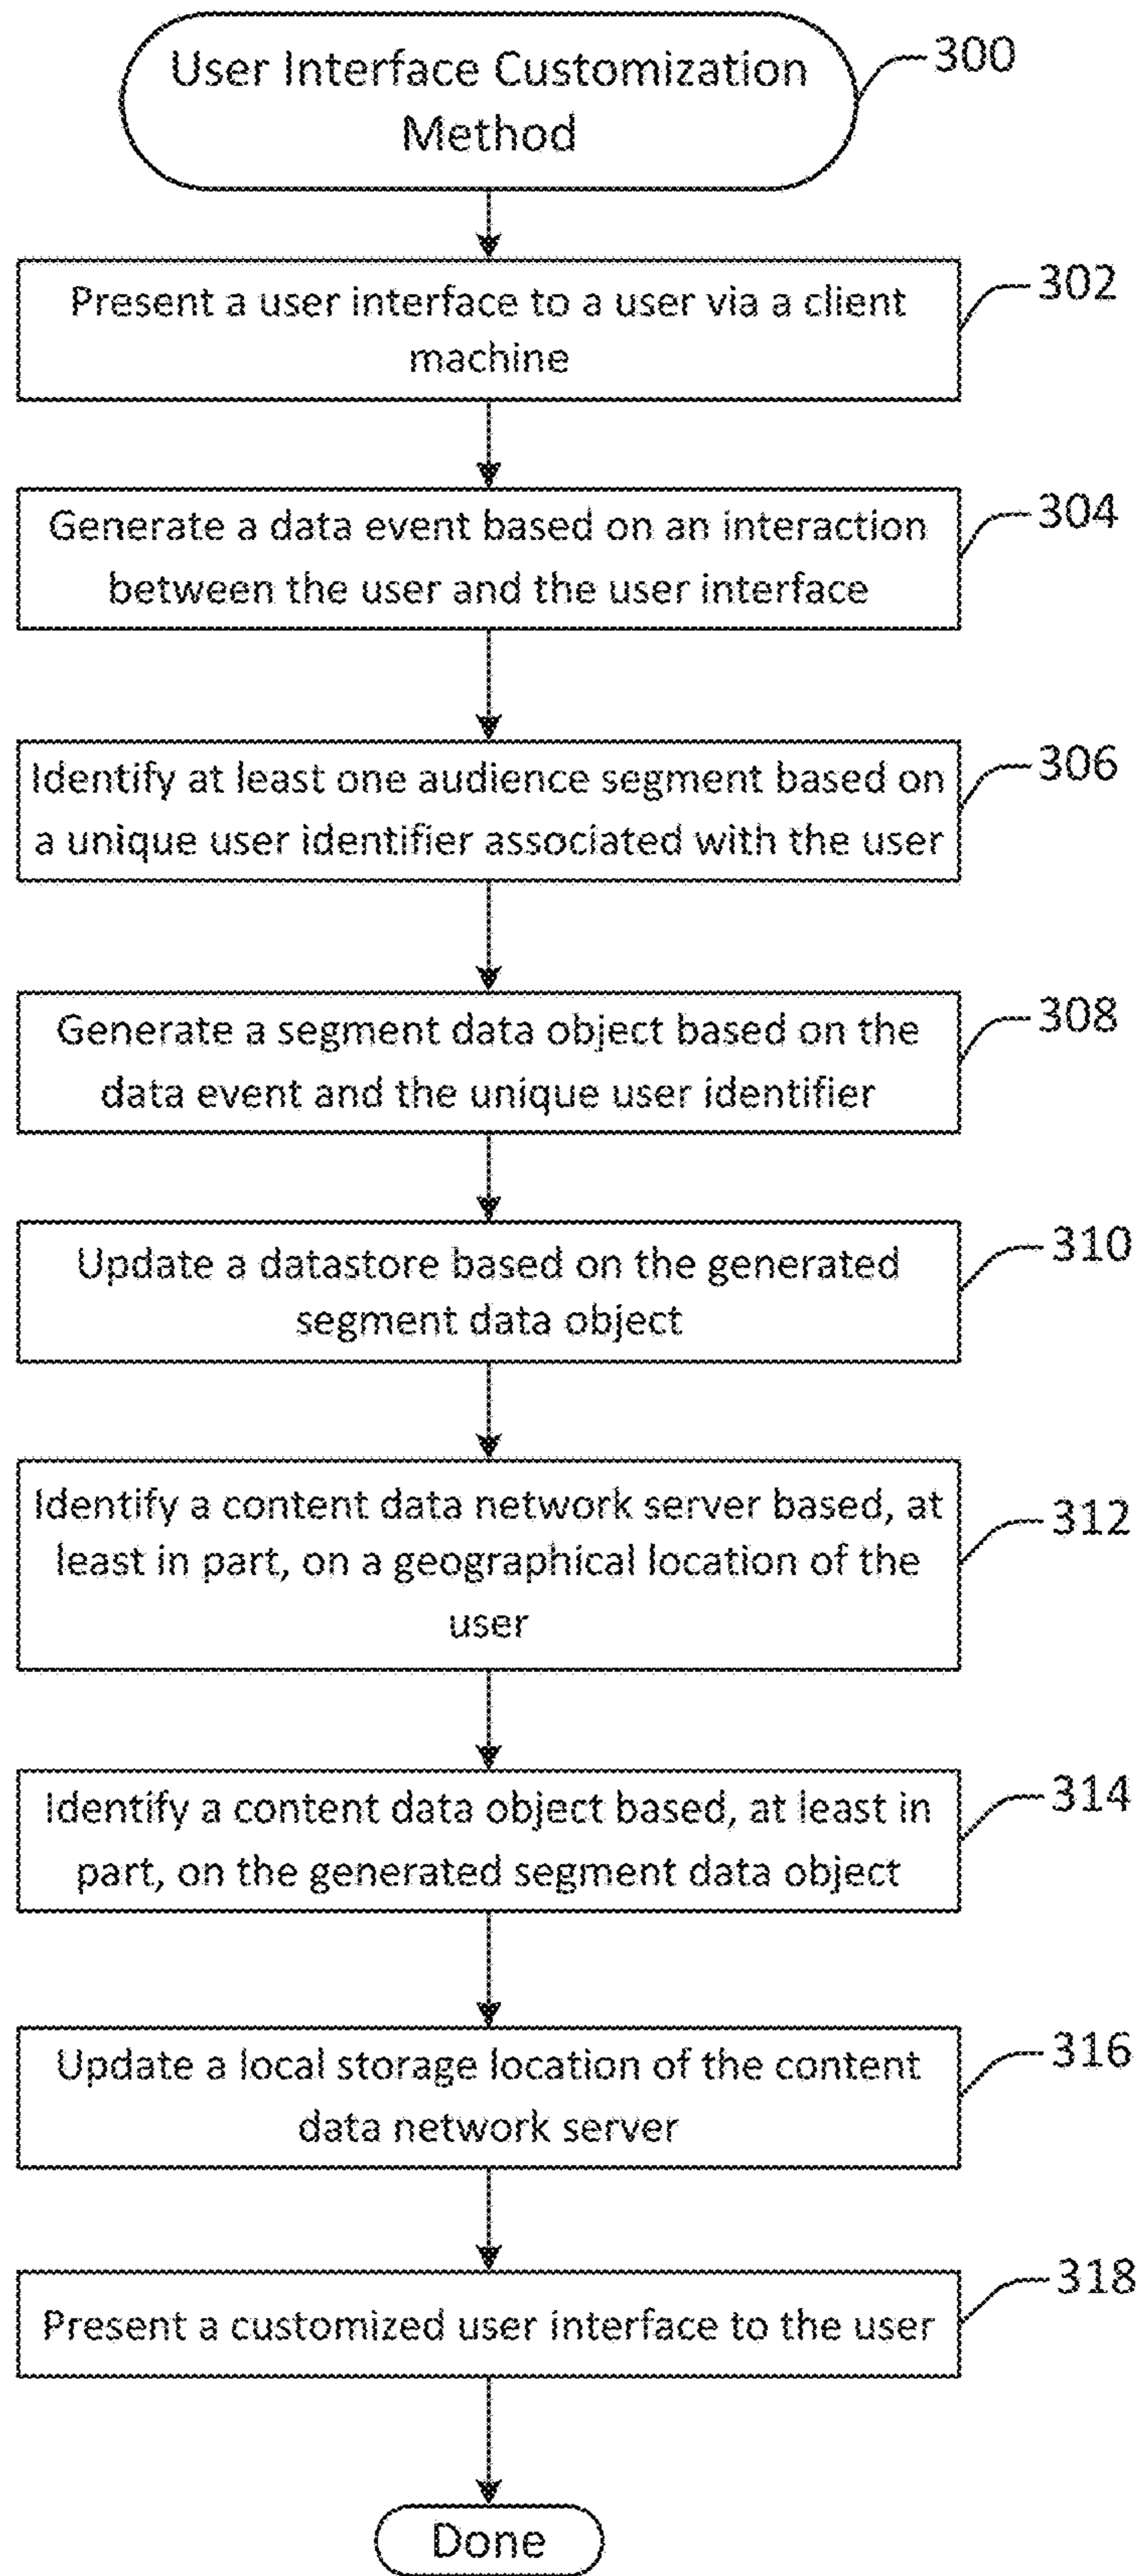 User Interface Customization
Method
300
Present a user interface to a user via a client
machine
302
Generate a data event based on an interaction
between the user and the user interface
304
Identify at least one audience segment based on
a unique user identifier associated with the user
306
Generate a segment data object based on the
data event and the unique user identifier
308
Update a datastore based on the generated
segment data object
310
Identify a content data network server based, at
least in part, on a geographical location of the
user
312
Identify a content data object based, at least in
part, on the generated segment data object
314
Update a local storage location of the content
data network server
316
Present a customized user interface to the user
318
Done